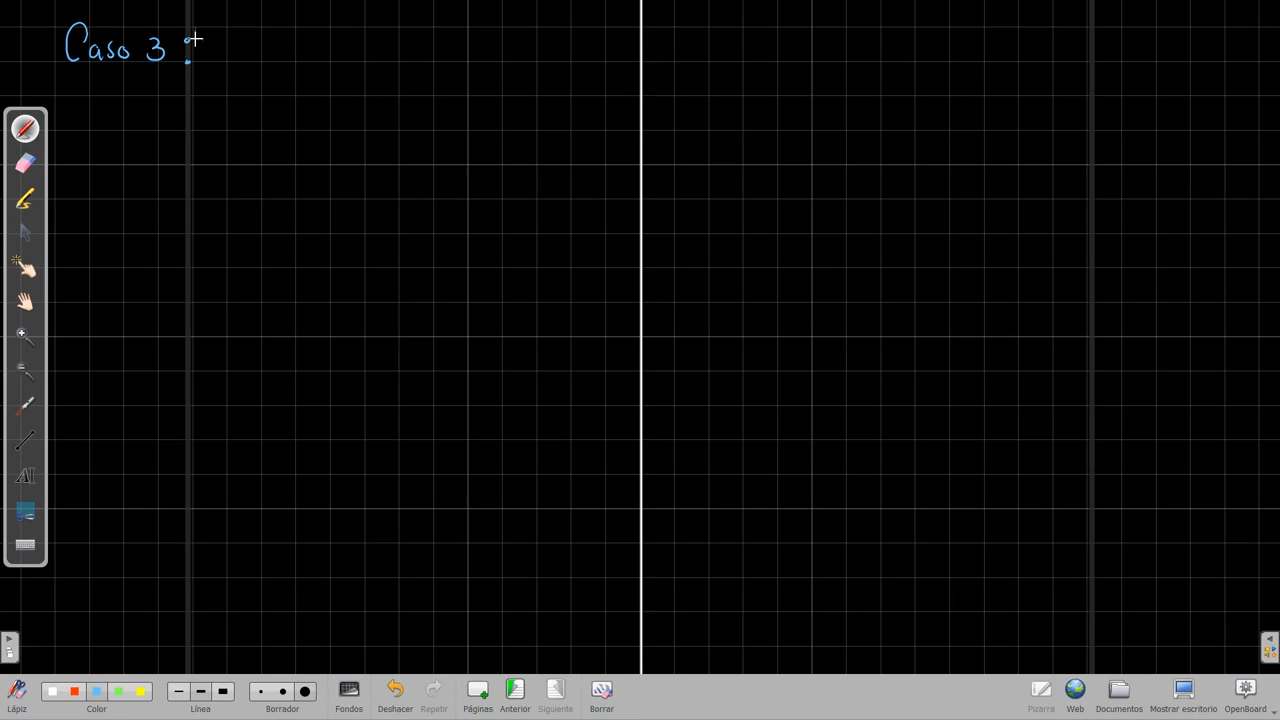 Caso 3 :
AI
Lápiz
Color
Línea
Borrador
Fondos
Deshacer
Repetir
Páginas
Anterior
Siguiente
Borrar
Pizarra
Web
Documentos
Mostrar escritorio
OpenBoard